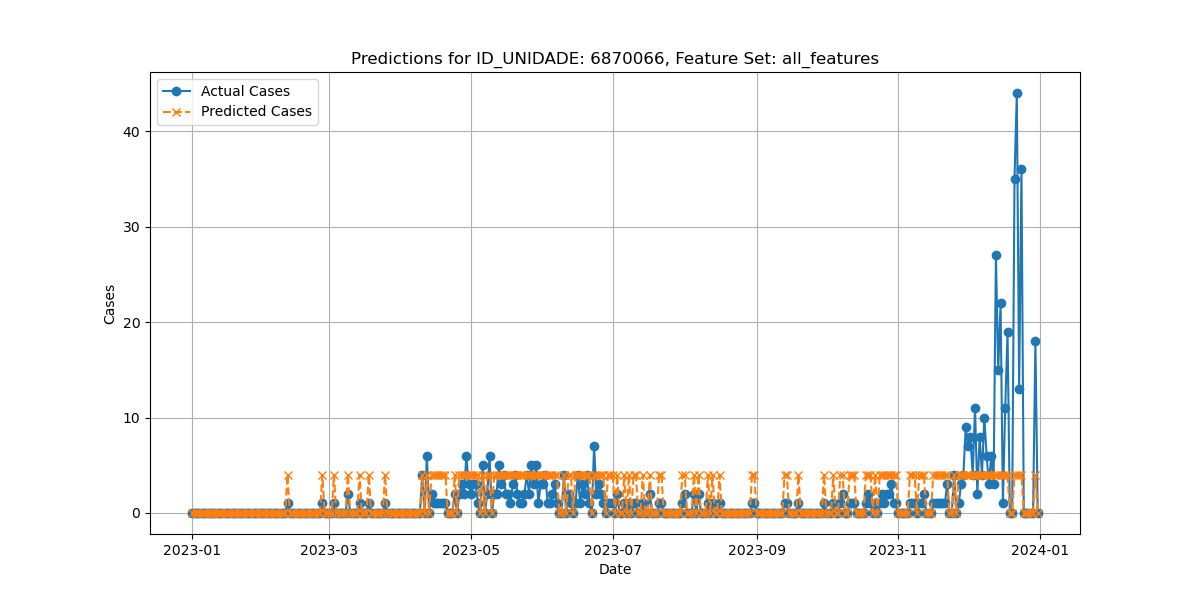 Predictions for ID_UNIDADE: 6870066, Feature Set: all_features
Actual Cases
Predicted Cases
40
30
20
10
0
Cases
2023-01
2023-03
2023-05
2023-07
2023-09
2023-11
2024-01
Date